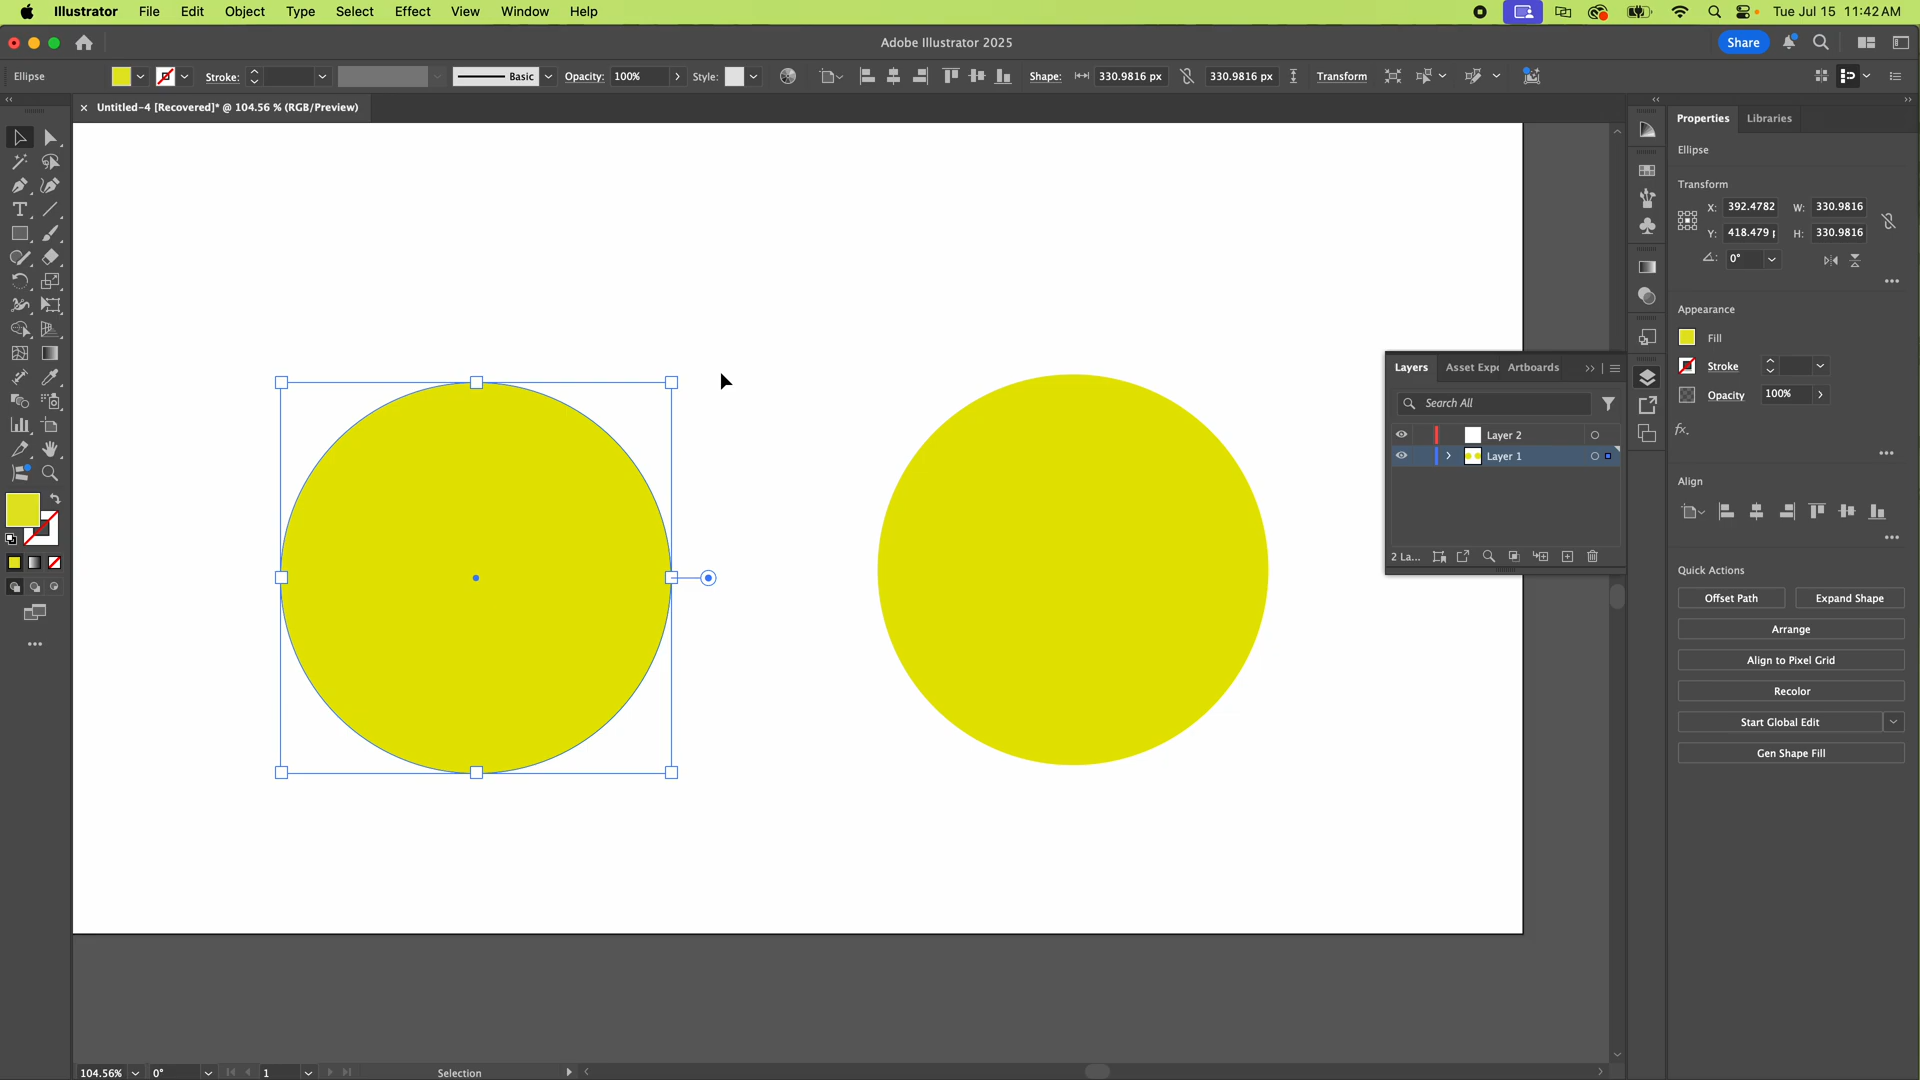 Illustrator File Edit Object Type Select Effect View Window Help Tue Jul 15 11:42 AM
Adobe Illustrator 2025 Share
Ellipse Stroke: Basic Opacity: 100% Style: Shape: 330.9816 px 330.9816 px Transform
Untitled-4 [Recovered]* @ 104.56 % (RGB/Preview)
Properties Libraries
Ellipse
Transform
X: 392.4782 W: 330.9816
Y: 418.479 H: 330.9816
0°
Appearance
Fill
Stroke
Opacity 100%
fx.
Align
Quick Actions
Offset Path Expand Shape
Arrange
Align to Pixel Grid
Recolor
Start Global Edit
Gen Shape Fill
Layers Asset Expo Artboards
Search All
Layer 2
Layer 1
2 La...
104.56% 0° 1 Selection